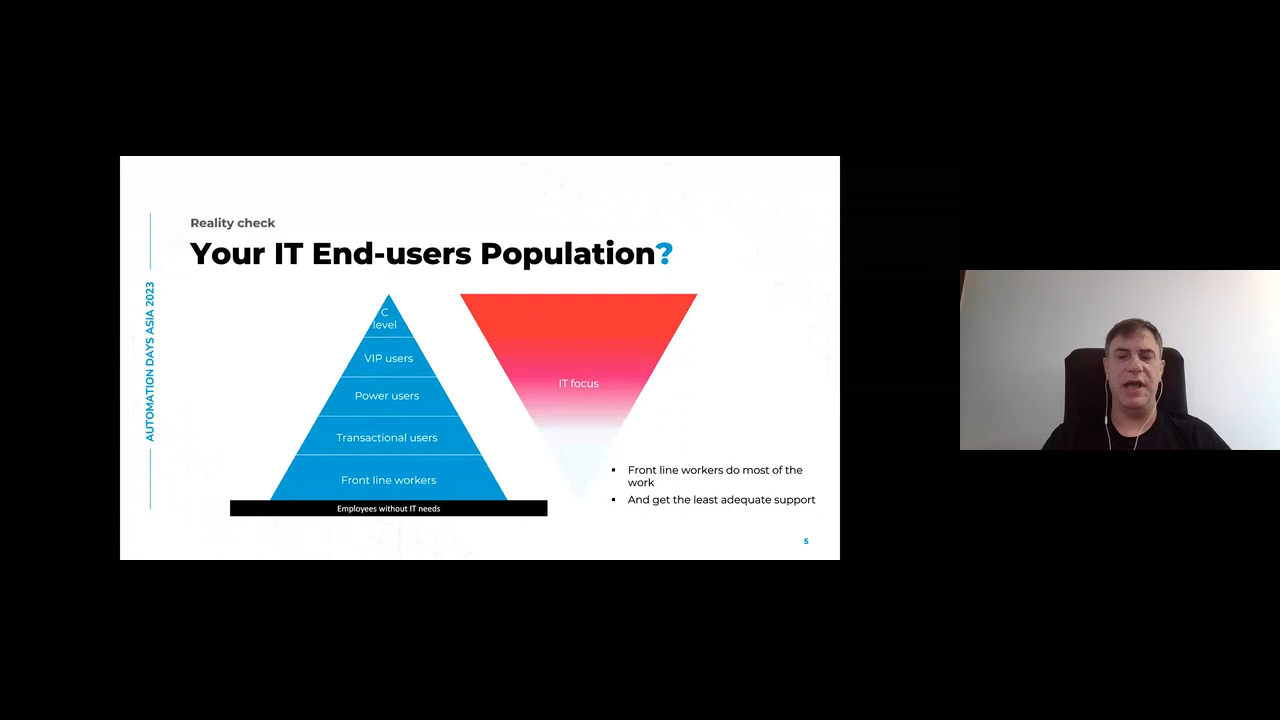 Reality check
Your IT End-users Population?
AUTOMATION DAYS ASIA 2023
C
level
VIP users
Power users
Transactional users
Front line workers
Employees without IT needs
IT focus
▪ Front line workers do most of the
work
▪ And get the least adequate support
5